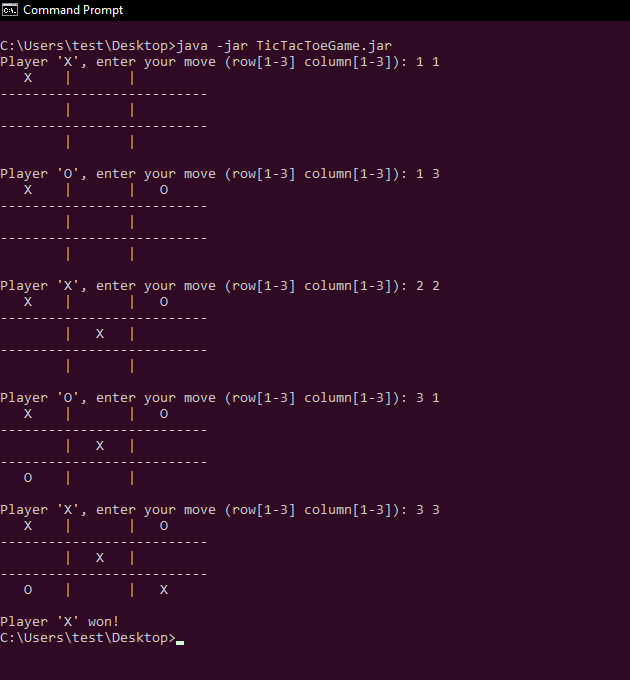 Command Prompt
C:\Users\test\Desktop>java -jar TicTacToeGame.jar
Player 'X', enter your move (row[1-3] column[1-3]): 1 1
   X    |       |
--------------------------
        |       |
--------------------------
        |       |
Player 'O', enter your move (row[1-3] column[1-3]): 1 3
   X    |       |   O
--------------------------
        |       |
--------------------------
        |       |
Player 'X', enter your move (row[1-3] column[1-3]): 2 2
   X    |       |   O
--------------------------
        |   X   |
--------------------------
        |       |
Player 'O', enter your move (row[1-3] column[1-3]): 3 1
   X    |       |   O
--------------------------
        |   X   |
--------------------------
   O    |       |
Player 'X', enter your move (row[1-3] column[1-3]): 3 3
   X    |       |   O
--------------------------
        |   X   |
--------------------------
   O    |       |   X
Player 'X' won!
C:\Users\test\Desktop>